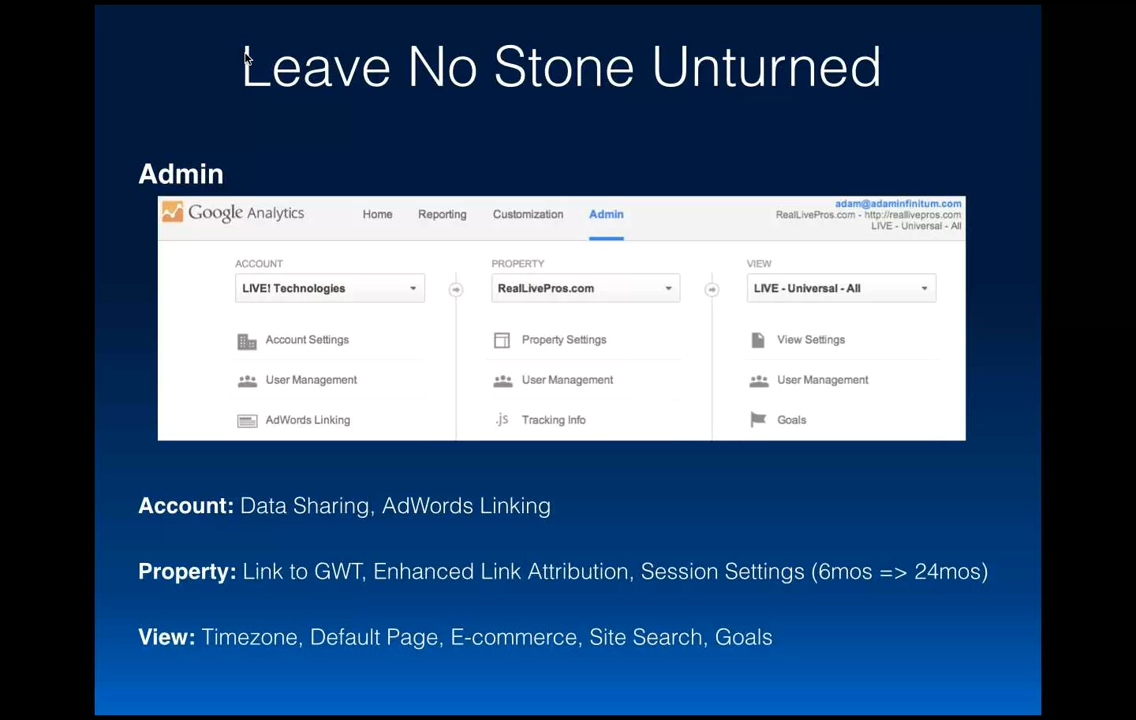 Leave No Stone Unturned
Admin
Google Analytics Home Reporting Customization Admin
adam@adaminfinitum.com
RealLivePros.com - http://reallivepros.com
LIVE - Universal - All
ACCOUNT PROPERTY VIEW
LIVE! Technologies RealLivePros.com LIVE - Universal - All
Account Settings Property Settings View Settings
User Management User Management User Management
AdWords Linking .js Tracking Info Goals
Account: Data Sharing, AdWords Linking
Property: Link to GWT, Enhanced Link Attribution, Session Settings (6mos => 24mos)
View: Timezone, Default Page, E-commerce, Site Search, Goals